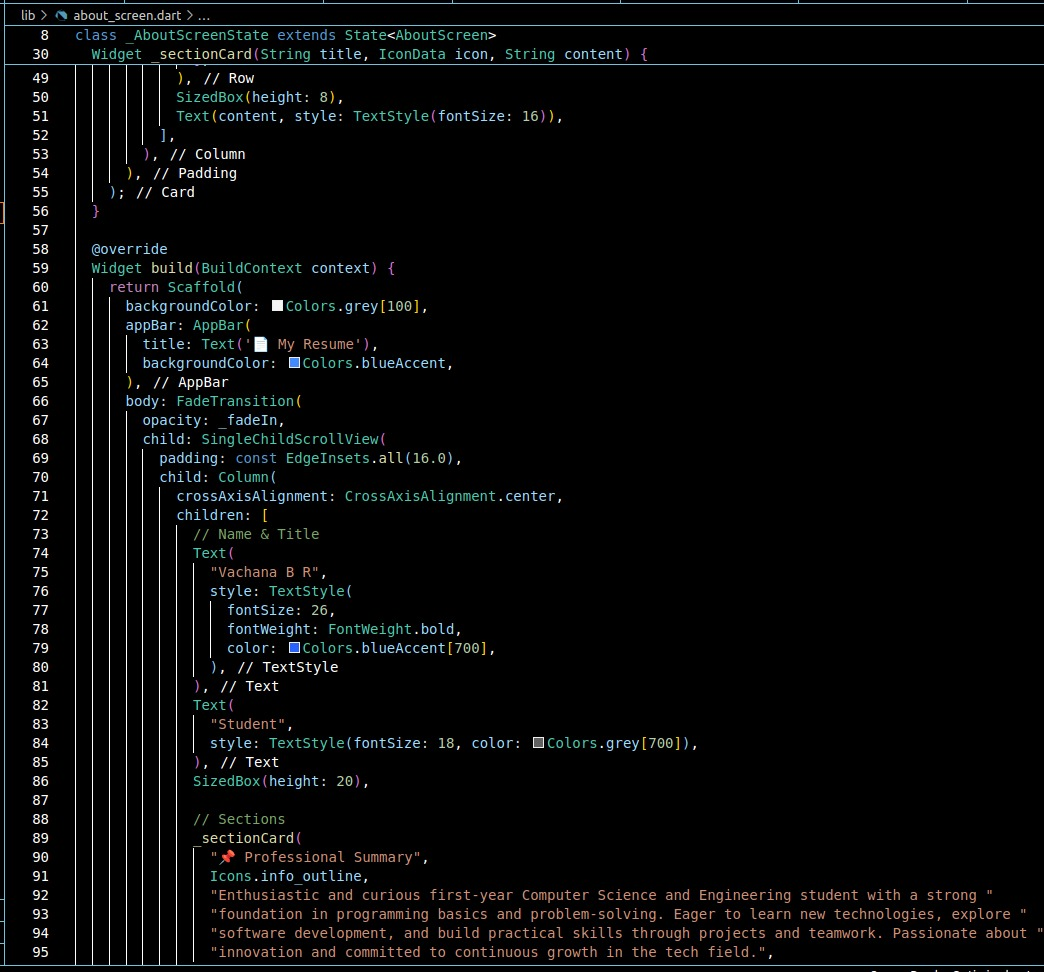 lib > about_screen.dart > ...
8 class _AboutScreenState extends State<AboutScreen>
30 Widget _sectionCard(String title, IconData icon, String content) {
49 ), // Row
50 SizedBox(height: 8),
51 Text(content, style: TextStyle(fontSize: 16)),
52 ],
53 ), // Column
54 ), // Padding
55 ); // Card
56 }
57
58 @override
59 Widget build(BuildContext context) {
60 return Scaffold(
61 backgroundColor: Colors.grey[100],
62 appBar: AppBar(
63 title: Text('📄 My Resume'),
64 backgroundColor: Colors.blueAccent,
65 ), // AppBar
66 body: FadeTransition(
67 opacity: _fadeIn,
68 child: SingleChildScrollView(
69 padding: const EdgeInsets.all(16.0),
70 child: Column(
71 crossAxisAlignment: CrossAxisAlignment.center,
72 children: [
73 // Name & Title
74 Text(
75 "Vachana B R",
76 style: TextStyle(
77 fontSize: 26,
78 fontWeight: FontWeight.bold,
79 color: Colors.blueAccent[700],
80 ), // TextStyle
81 ), // Text
82 Text(
83 "Student",
84 style: TextStyle(fontSize: 18, color: Colors.grey[700]),
85 ), // Text
86 SizedBox(height: 20),
87
88 // Sections
89 _sectionCard(
90 "📌 Professional Summary",
91 Icons.info_outline,
92 "Enthusiastic and curious first-year Computer Science and Engineering student with a strong "
93 "foundation in programming basics and problem-solving. Eager to learn new technologies, explore "
94 "software development, and build practical skills through projects and teamwork. Passionate about "
95 "innovation and committed to continuous growth in the tech field.",